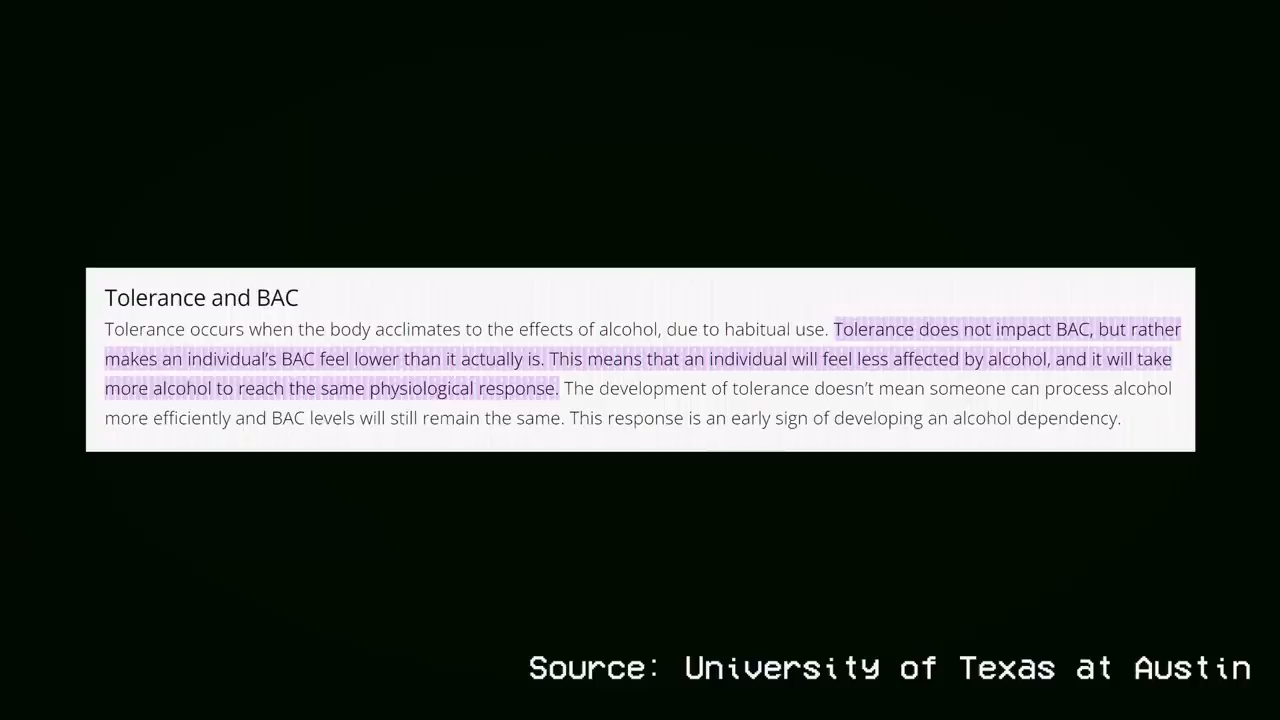 Tolerance and BAC
Tolerance occurs when the body acclimates to the effects of alcohol, due to habitual use. Tolerance does not impact BAC, but rather
makes an individual’s BAC feel lower than it actually is. This means that an individual will feel less affected by alcohol, and it will take
more alcohol to reach the same physiological response. The development of tolerance doesn’t mean someone can process alcohol
more efficiently and BAC levels will still remain the same. This response is an early sign of developing an alcohol dependency.
Source: University of Texas at Austin